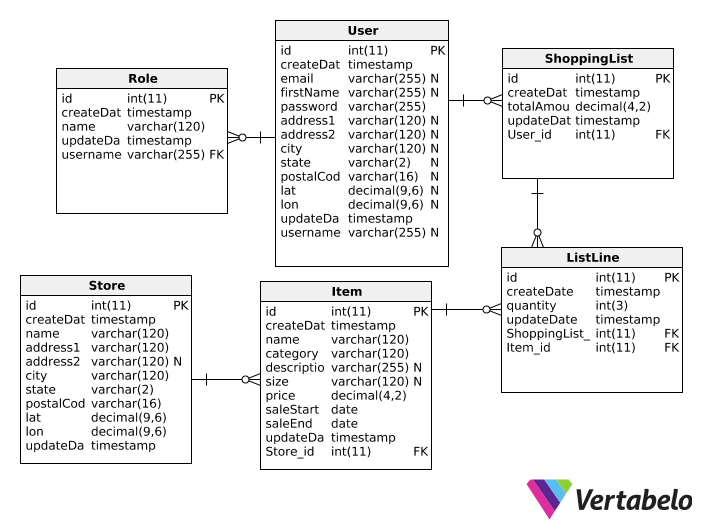 User
id int(11) PK
createDat timestamp
email varchar(255) N
firstName varchar(255) N
password varchar(255)
address1 varchar(120) N
address2 varchar(120) N
city varchar(120) N
state varchar(2) N
postalCod varchar(16) N
lat decimal(9,6) N
lon decimal(9,6) N
updateDa timestamp
username varchar(255) N
ShoppingList
id int(11) PK
createDat timestamp
totalAmou decimal(4,2)
updateDat timestamp
User_id int(11) FK
Role
id int(11) PK
createDat timestamp
name varchar(120)
updateDa timestamp
username varchar(255) FK
ListLine
id int(11) PK
createDate timestamp
quantity int(3)
updateDate timestamp
ShoppingList_ int(11) FK
Item_id int(11) FK
Store
id int(11) PK
createDat timestamp
name varchar(120)
address1 varchar(120)
address2 varchar(120) N
city varchar(120)
state varchar(2)
postalCod varchar(16)
lat decimal(9,6)
lon decimal(9,6)
updateDa timestamp
Item
id int(11) PK
createDat timestamp
name varchar(120)
category varchar(120)
descriptio varchar(255) N
size varchar(120) N
price decimal(4,2)
saleStart date
saleEnd date
updateDa timestamp
Store_id int(11) FK
Vertabelo